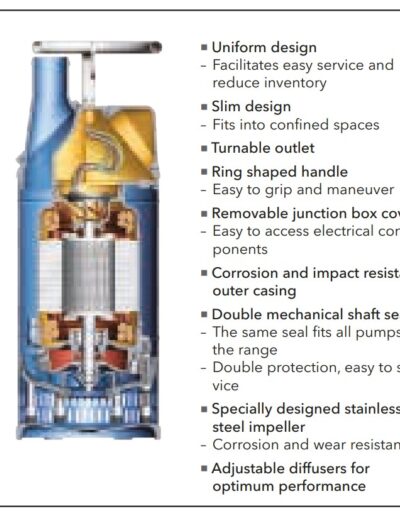 ■ Uniform design
– Facilitates easy service and
reduce inventory
■ Slim design
– Fits into confined spaces
■ Turnable outlet
■ Ring shaped handle
– Easy to grip and maneuver
■ Removable junction box cov
– Easy to access electrical com
ponents
■ Corrosion and impact resista
outer casing
■ Double mechanical shaft se
– The same seal fits all pumps
the range
– Double protection, easy to s
vice
■ Specially designed stainless
steel impeller
– Corrosion and wear resistan
■ Adjustable diffusers for
optimum performance